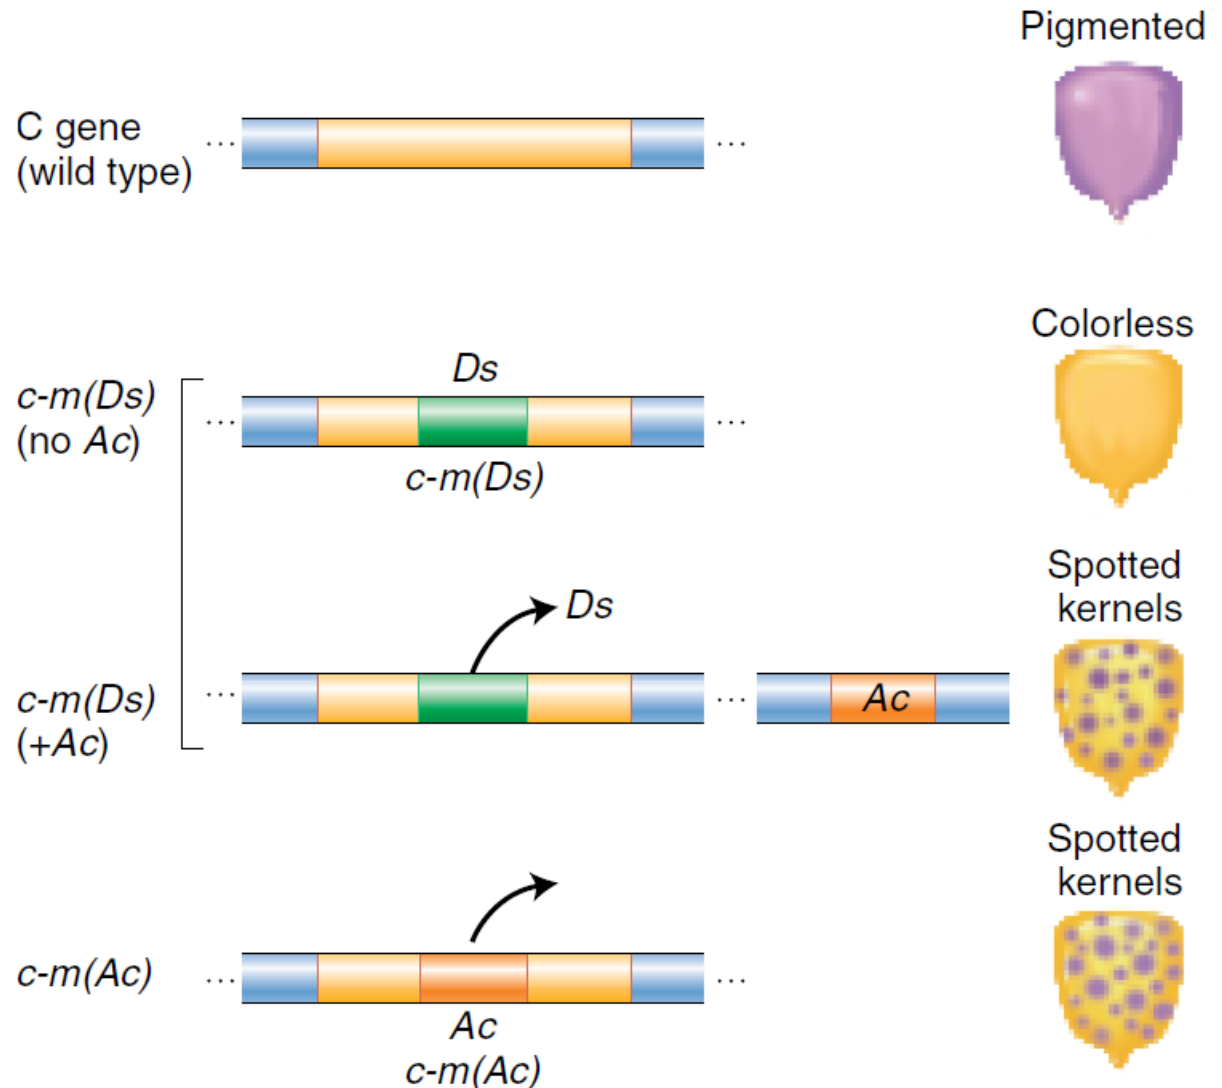 Pigmented
C gene
(wild type)
...
...
Colorless
Ds
c-m(Ds)
(no Ac)
...
...
c-m(Ds)
Spotted
kernels
Ds
c-m(Ds)
(+Ac)
...
...
Ac
Spotted
kernels
c-m(Ac)
...
...
Ac
c-m(Ac)